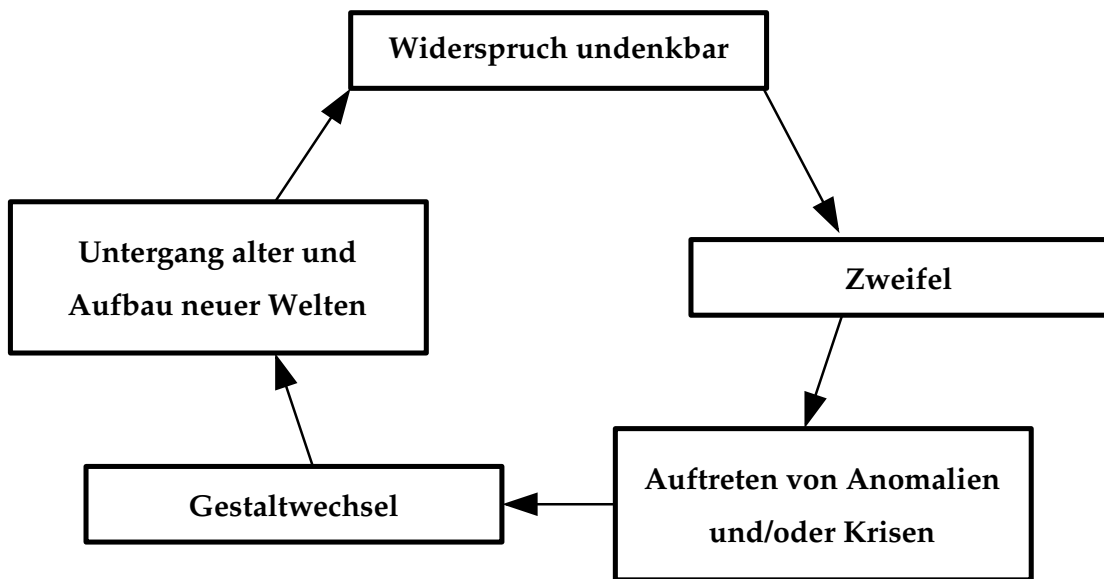 Widerspruch undenkbar
Zweifel
Auftreten von Anomalien
und/oder Krisen
Gestaltwechsel
Untergang alter und
Aufbau neuer Welten